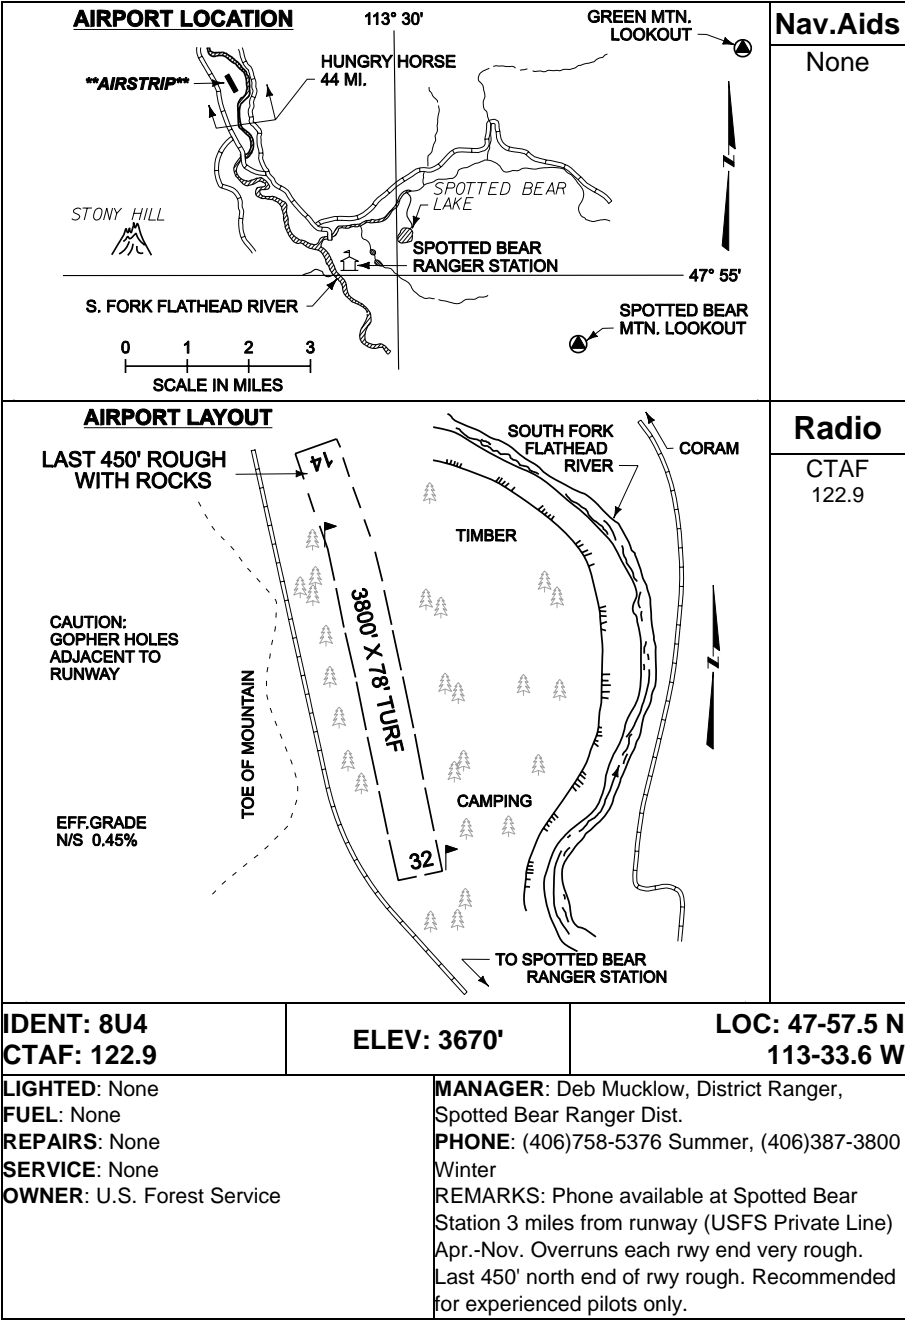 AIRPORT LOCATION
113° 30'
GREEN MTN.
LOOKOUT
Nav.Aids
None
**AIRSTRIP**
HUNGRY HORSE
44 MI.
N
SPOTTED BEAR
LAKE
STONY HILL
SPOTTED BEAR
RANGER STATION
47° 55'
S. FORK FLATHEAD RIVER
SPOTTED BEAR
MTN. LOOKOUT
0 1 2 3
SCALE IN MILES
AIRPORT LAYOUT
Radio
CTAF
122.9
LAST 450' ROUGH
WITH ROCKS
14
SOUTH FORK
FLATHEAD
RIVER
CORAM
TIMBER
CAUTION:
GOPHER HOLES
ADJACENT TO
RUNWAY
3800' X 78' TURF
N
TOE OF MOUNTAIN
CAMPING
EFF.GRADE
N/S 0.45%
32
TO SPOTTED BEAR
RANGER STATION
IDENT: 8U4
CTAF: 122.9
ELEV: 3670'
LOC: 47-57.5 N
113-33.6 W
LIGHTED: None
FUEL: None
REPAIRS: None
SERVICE: None
OWNER: U.S. Forest Service
MANAGER: Deb Mucklow, District Ranger,
Spotted Bear Ranger Dist.
PHONE: (406)758-5376 Summer, (406)387-3800
Winter
REMARKS: Phone available at Spotted Bear
Station 3 miles from runway (USFS Private Line)
Apr.-Nov. Overruns each rwy end very rough.
Last 450' north end of rwy rough. Recommended
for experienced pilots only.